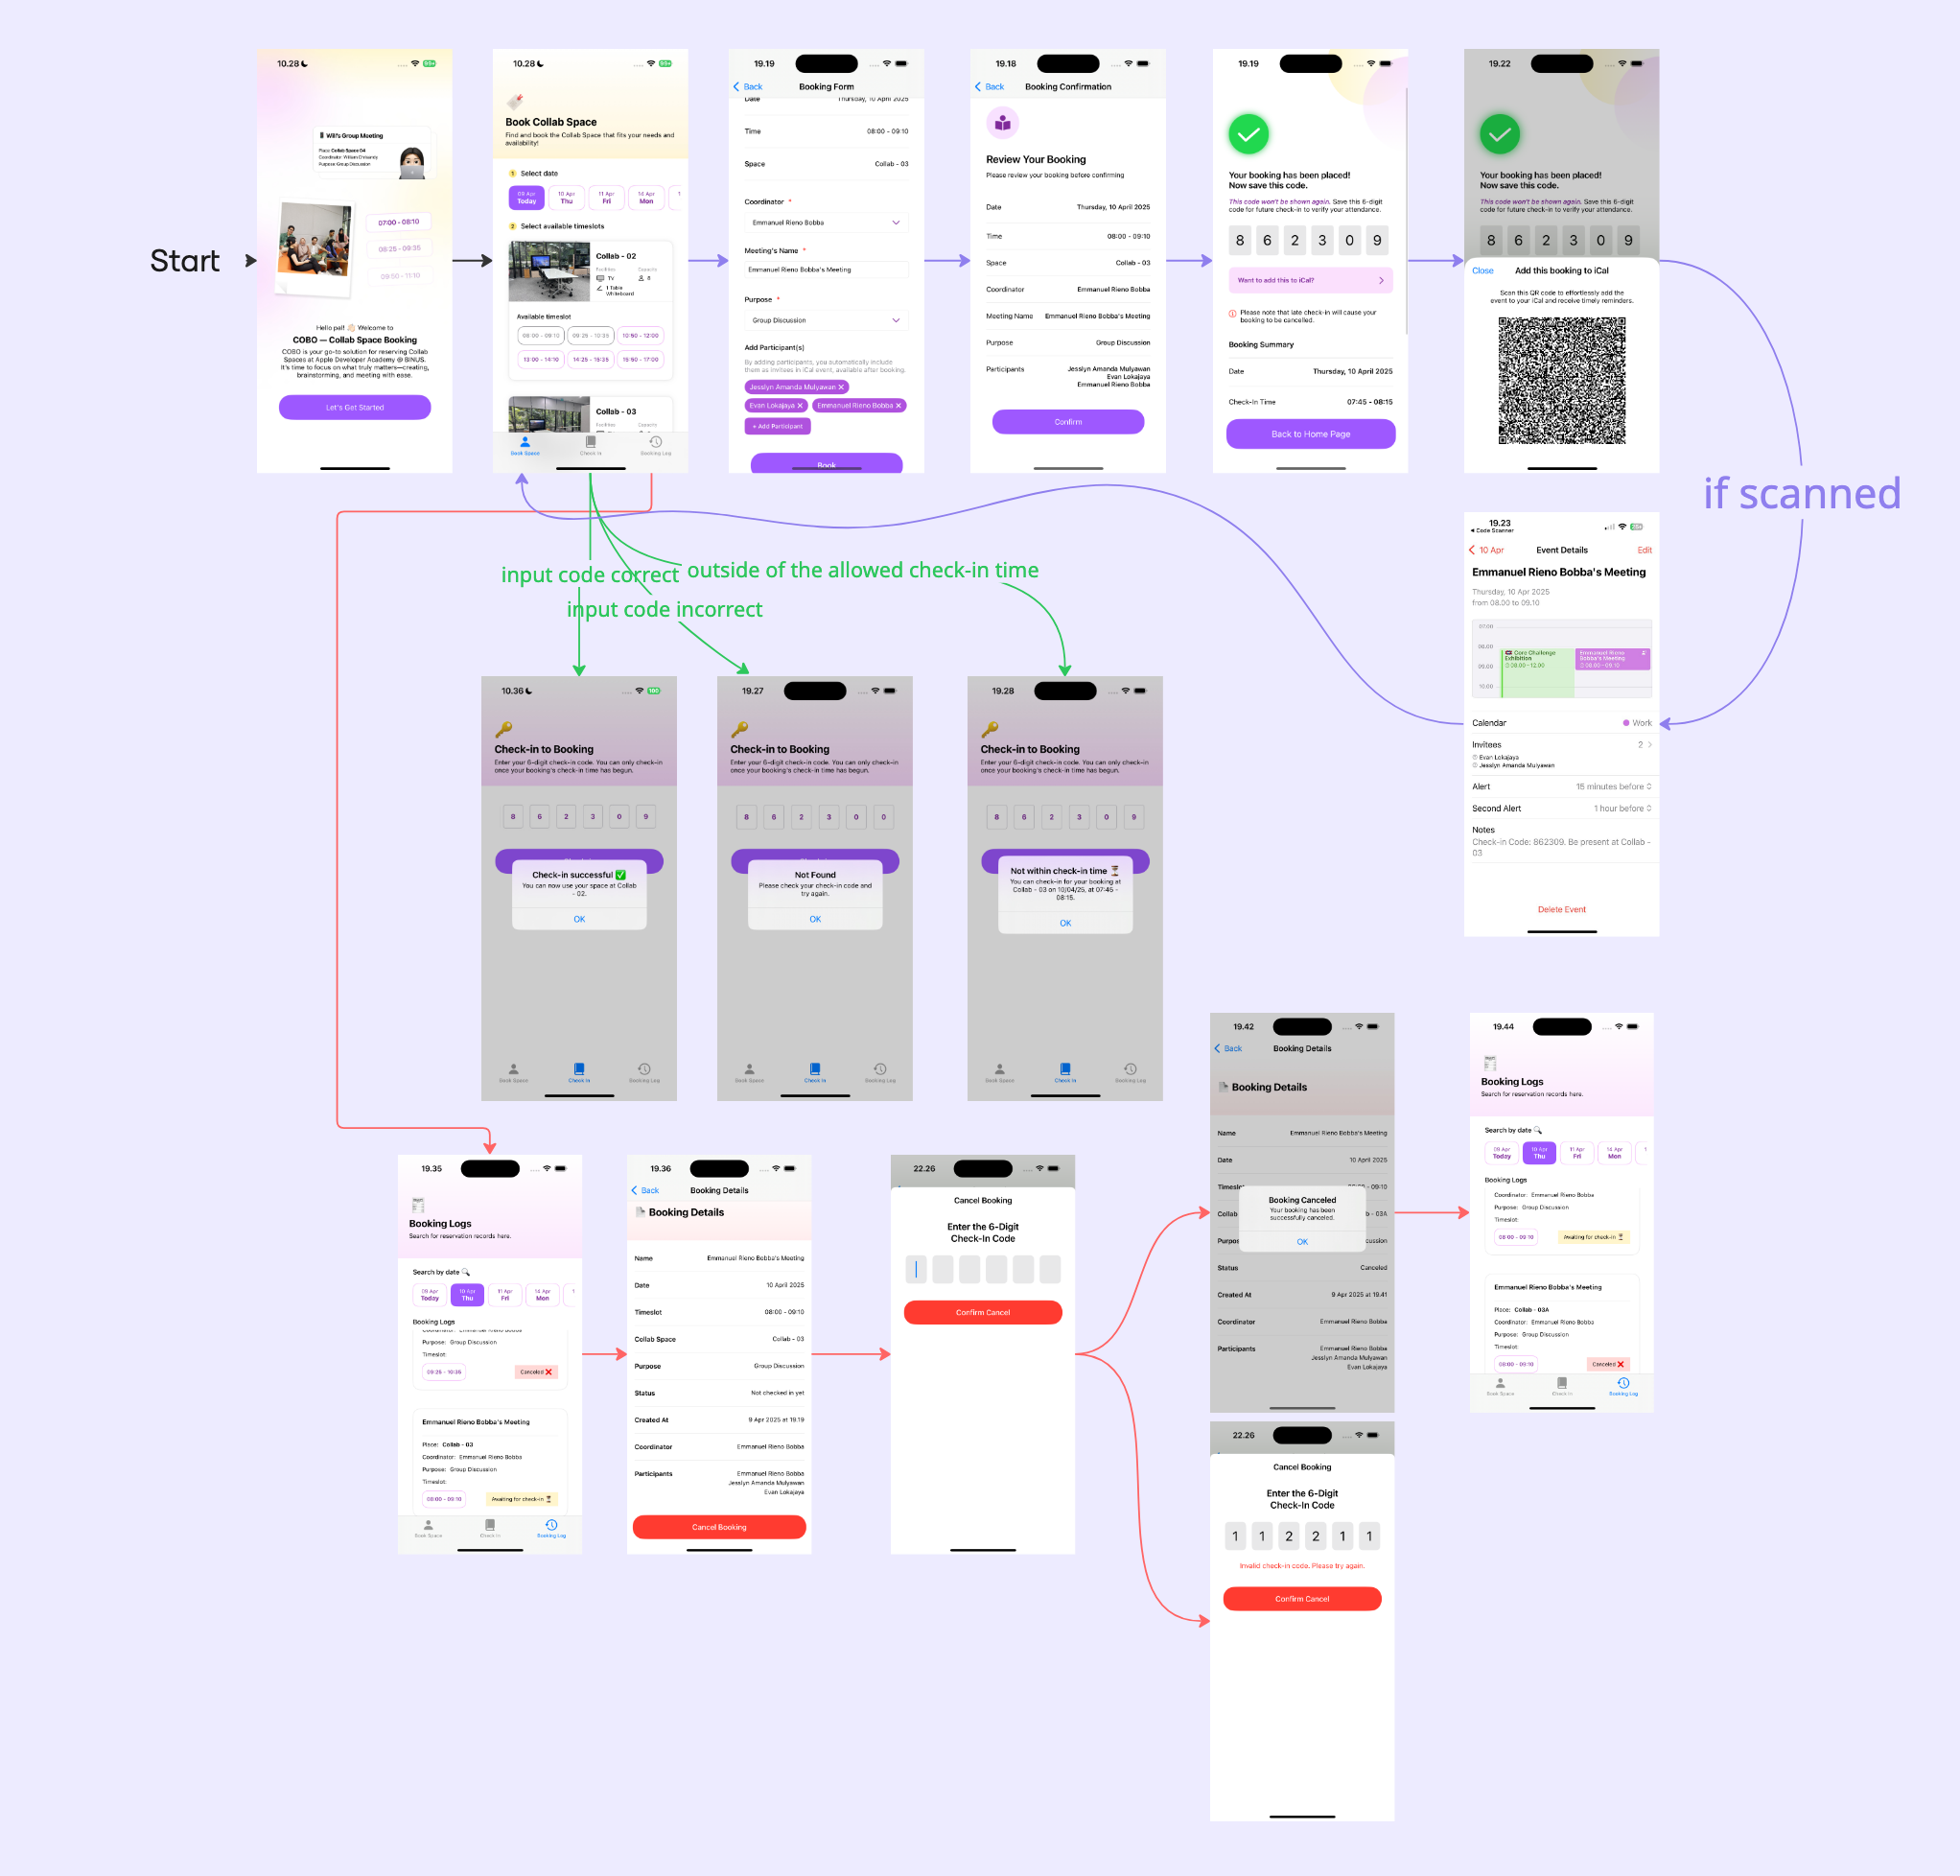 Start
10.28
Will's Group Meeting
Place: Collab Space 04
Coordinator: William Chrisandy
Purpose: Group Discussion
07:00 - 08:10
08:25 - 09:35
09:50 - 11:10
Hello pal! 👋🏻 Welcome to
COBO — Collab Space Booking
COBO is your go-to solution for reserving Collab
Spaces at Apple Developer Academy @ BINUS.
It's time to focus on what truly matters—creating,
brainstorming, and meeting with ease.
Let's Get Started
10.28
Book Collab Space
Find and book the Collab Space that fits your needs and
availability!
1 Select date
09 Apr
Today
10 Apr
Thu
11 Apr
Fri
14 Apr
Mon
1
2 Select available timeslots
Collab - 02
Facilities
Capacity
TV
6
1 Table
Whiteboard
Available timeslot
08:00 - 09:10
09:25 - 10:35
10:50 - 12:00
13:00 - 14:10
14:25 - 15:35
15:50 - 17:00
Collab - 03
Facilities
Capacity
Book Space
Check In
Booking Log
19.19
Back
Booking Form
Date
Thursday, 10 April 2025
Time
08:00 - 09:10
Space
Collab - 03
Coordinator *
Emmanuel Rieno Bobba
Meeting's Name *
Emmanuel Rieno Bobba's Meeting
Purpose *
Group Discussion
Add Participant(s)
By adding participants, you automatically include
them as invitees in iCal event, available after booking.
Jesslyn Amanda Mulyawan ✕
Evan Lokajaya ✕
Emmanuel Rieno Bobba ✕
+ Add Participant
Book
19.18
Back
Booking Confirmation
Review Your Booking
Please review your booking before confirming
Date
Thursday, 10 April 2025
Time
08:00 - 09:10
Space
Collab - 03
Coordinator
Emmanuel Rieno Bobba
Meeting Name
Emmanuel Rieno Bobba's Meeting
Purpose
Group Discussion
Participants
Jesslyn Amanda Mulyawan
Evan Lokajaya
Emmanuel Rieno Bobba
Confirm
19.19
Your booking has been placed!
Now save this code.
This code won't be shown again. Save this 6-digit
code for future check-in to verify your attendance.
8 6 2 3 0 9
Want to add this to iCal?
Please note that late check-in will cause your
booking to be cancelled.
Booking Summary
Date
Thursday, 10 April 2025
Check-In Time
07:45 - 08:15
Back to Home Page
19.22
Your booking has been placed!
Now save this code.
This code won't be shown again. Save this 6-digit
code for future check-in to verify your attendance.
8 6 2 3 0 9
Close
Add this booking to iCal
Scan this QR code to effortlessly add the
event to your iCal and receive timely reminders.
if scanned
19.23
Code Scanner
10 Apr
Event Details
Edit
Emmanuel Rieno Bobba's Meeting
Thursday, 10 Apr 2025
from 08.00 to 09.10
07.00
08.00
09.00
10.00
Core Challenge
Exhibition
08.00-12.00
Emmanuel Rieno
Bobba's Meeting
08.00-09.10
Calendar
Work
Invitees
2
Evan Lokajaya
Jesslyn Amanda Mulyawan
Alert
15 minutes before
Second Alert
1 hour before
Notes
Check-in Code: 862309. Be present at Collab -
03
Delete Event
input code correct
outside of the allowed check-in time
input code incorrect
10.36
100
Check-in to Booking
Enter your 6-digit check-in code. You can only check-in
once your booking's check-in time has begun.
8 6 2 3 0 9
Check-in successful ✅
You can now use your space at Collab
- 02.
OK
Book Space
Check In
Booking Log
19.27
Check-in to Booking
Enter your 6-digit check-in code. You can only check-in
once your booking's check-in time has begun.
8 6 2 3 0 0
Not Found
Please check your check-in code and
try again.
OK
Book Space
Check In
Booking Log
19.28
Check-in to Booking
Enter your 6-digit check-in code. You can only check-in
once your booking's check-in time has begun.
8 6 2 3 0 9
Not within check-in time ⏳
You can check-in for your booking at
Collab - 03 on 10/04/25, at 07:45 -
08:15.
OK
Book Space
Check In
Booking Log
19.35
Booking Logs
Search for reservation records here.
Search by date 🔍
09 Apr
Today
10 Apr
Thu
11 Apr
Fri
14 Apr
Mon
1
Booking Logs
Coordinator: Emmanuel Rieno Bobba
Purpose: Group Discussion
Timeslot:
09:25 - 10:35
Canceled ❌
Emmanuel Rieno Bobba's Meeting
Place: Collab - 03
Coordinator: Emmanuel Rieno Bobba
Purpose: Group Discussion
Timeslot:
08:00 - 09:10
Awaiting for check-in ⏳
Book Space
Check In
Booking Log
19.36
Back
Booking Details
Booking Details
Name
Emmanuel Rieno Bobba's Meeting
Date
10 April 2025
Timeslot
08:00 - 09:10
Collab Space
Collab - 03
Purpose
Group Discussion
Status
Not checked in yet
Created At
9 Apr 2025 at 19.19
Coordinator
Emmanuel Rieno Bobba
Participants
Emmanuel Rieno Bobba
Jesslyn Amanda Mulyawan
Evan Lokajaya
Cancel Booking
22.26
Cancel Booking
Enter the 6-Digit
Check-In Code
Confirm Cancel
19.42
Back
Booking Details
Booking Details
Name
Emmanuel Rieno Bobba's Meeting
Date
10 April 2025
Timeslot
08:00 - 09:10
Collab
- 03A
Purpos
cussion
Booking Canceled
Your booking has been
successfully canceled.
OK
Status
Canceled
Created At
9 Apr 2025 at 19.41
Coordinator
Emmanuel Rieno Bobba
Participants
Emmanuel Rieno Bobba
Jesslyn Amanda Mulyawan
Evan Lokajaya
19.44
Booking Logs
Search for reservation records here.
Search by date 🔍
09 Apr
Today
10 Apr
Thu
11 Apr
Fri
14 Apr
Mon
1
Booking Logs
Coordinator: Emmanuel Rieno Bobba
Purpose: Group Discussion
Timeslot:
08:00 - 09:10
Awaiting for check-in ⏳
Emmanuel Rieno Bobba's Meeting
Place: Collab - 03A
Coordinator: Emmanuel Rieno Bobba
Purpose: Group Discussion
Timeslot:
08:00 - 09:10
Canceled ❌
Book Space
Check In
Booking Log
22.26
Cancel Booking
Enter the 6-Digit
Check-In Code
1 1 2 2 1 1
Invalid check-in code. Please try again.
Confirm Cancel